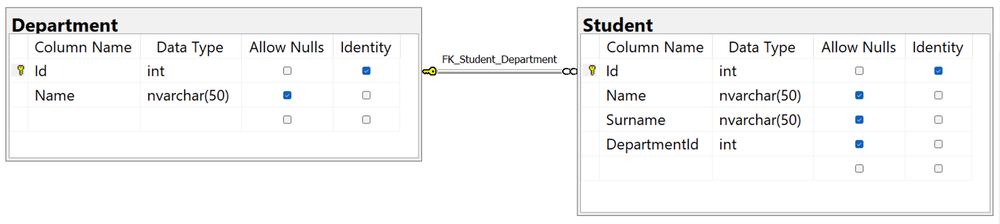 Department
Column Name Data Type Allow Nulls Identity
Id int
Name nvarchar(50)
FK_Student_Department
Student
Column Name Data Type Allow Nulls Identity
Id int
Name nvarchar(50)
Surname nvarchar(50)
DepartmentId int